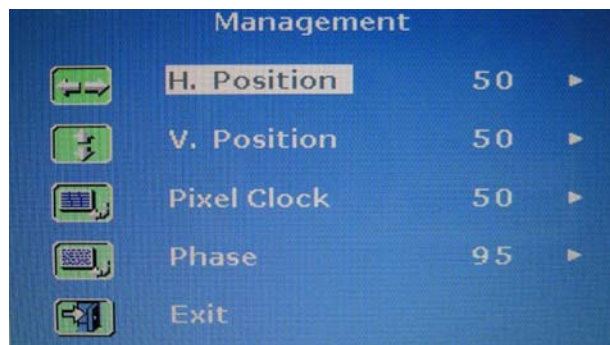 Management
H. Position 50
V. Position 50
Pixel Clock 50
Phase 95
Exit